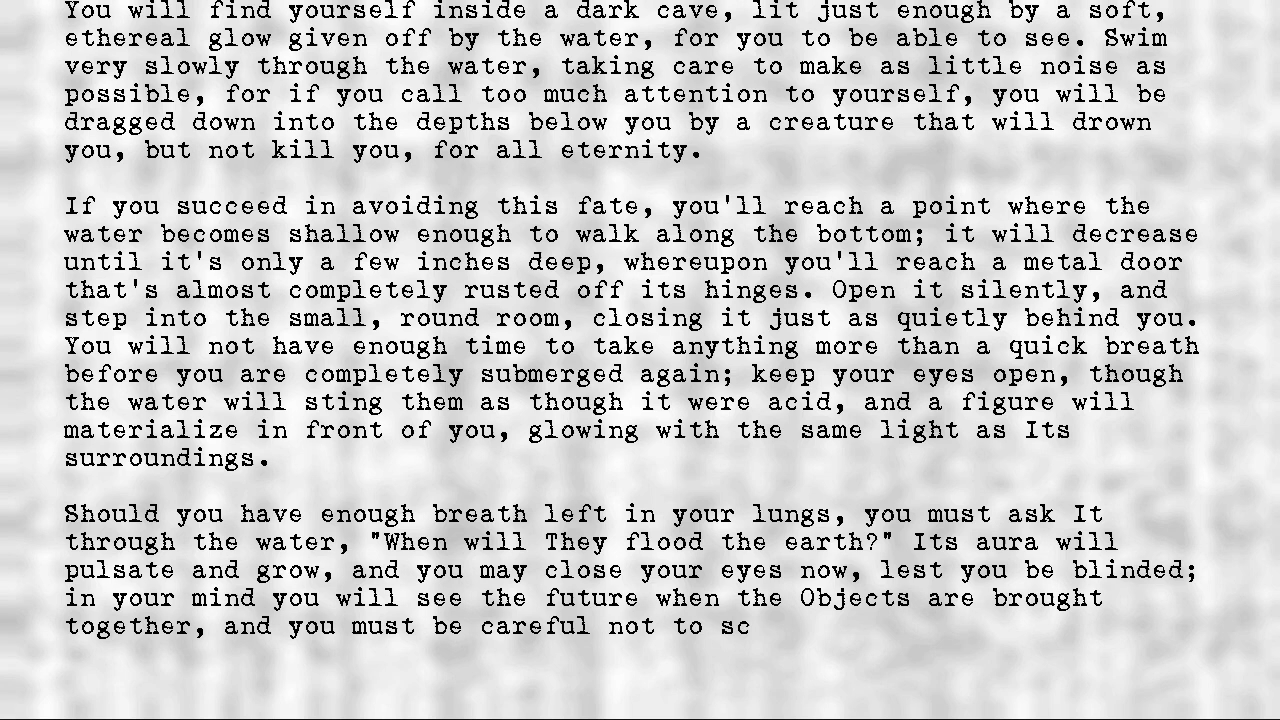 You will find yourself inside a dark cave, lit just enough by a soft,
ethereal glow given off by the water, for you to be able to see. Swim
very slowly through the water, taking care to make as little noise as
possible, for if you call too much attention to yourself, you will be
dragged down into the depths below you by a creature that will drown
you, but not kill you, for all eternity.

If you succeed in avoiding this fate, you'll reach a point where the
water becomes shallow enough to walk along the bottom; it will decrease
until it's only a few inches deep, whereupon you'll reach a metal door
that's almost completely rusted off its hinges. Open it silently, and
step into the small, round room, closing it just as quietly behind you.
You will not have enough time to take anything more than a quick breath
before you are completely submerged again; keep your eyes open, though
the water will sting them as though it were acid, and a figure will
materialize in front of you, glowing with the same light as Its
surroundings.

Should you have enough breath left in your lungs, you must ask It
through the water, "When will They flood the earth?" Its aura will
pulsate and grow, and you may close your eyes now, lest you be blinded;
in your mind you will see the future when the Objects are brought
together, and you must be careful not to sc